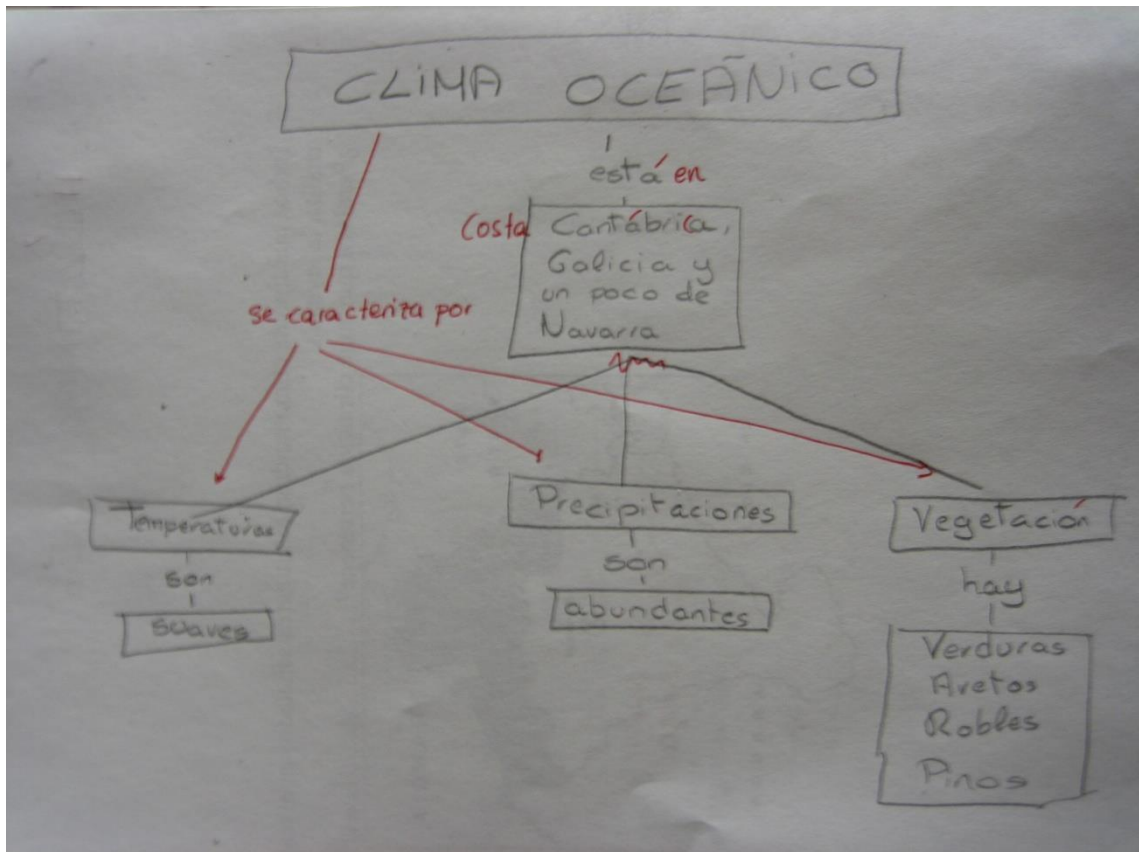 CLIMA OCEÁNICO
está en
Costa Cantábrica,
Galicia y
un poco de
Navarra
se caracteriza por
Temperaturas
son
suaves
Precipitaciones
son
abundantes
Vegetación
hay
Verduras
Avetos
Robles
Pinos